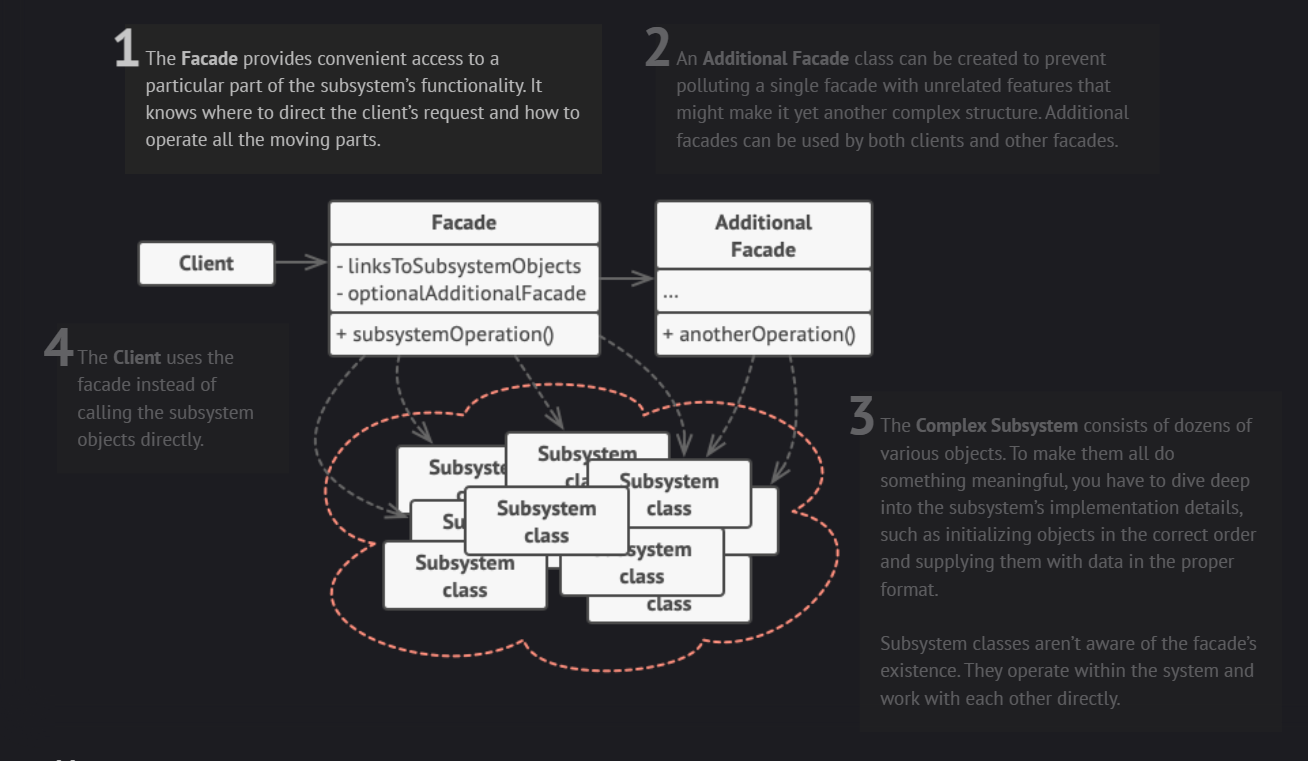 1
The Facade provides convenient access to a
particular part of the subsystem’s functionality. It
knows where to direct the client’s request and how to
operate all the moving parts.
2
An Additional Facade class can be created to prevent
polluting a single facade with unrelated features that
might make it yet another complex structure. Additional
facades can be used by both clients and other facades.
Client
Facade
- linksToSubsystemObjects
- optionalAdditionalFacade
+ subsystemOperation()
Additional
Facade
...
+ anotherOperation()
4
The Client uses the
facade instead of
calling the subsystem
objects directly.
3
The Complex Subsystem consists of dozens of
various objects. To make them all do
something meaningful, you have to dive deep
into the subsystem’s implementation details,
such as initializing objects in the correct order
and supplying them with data in the proper
format.
Subsystem classes aren’t aware of the facade’s
existence. They operate within the system and
work with each other directly.
Subsystem
Subsystem
class
Subsystem
class
class
Subsystem
class
class